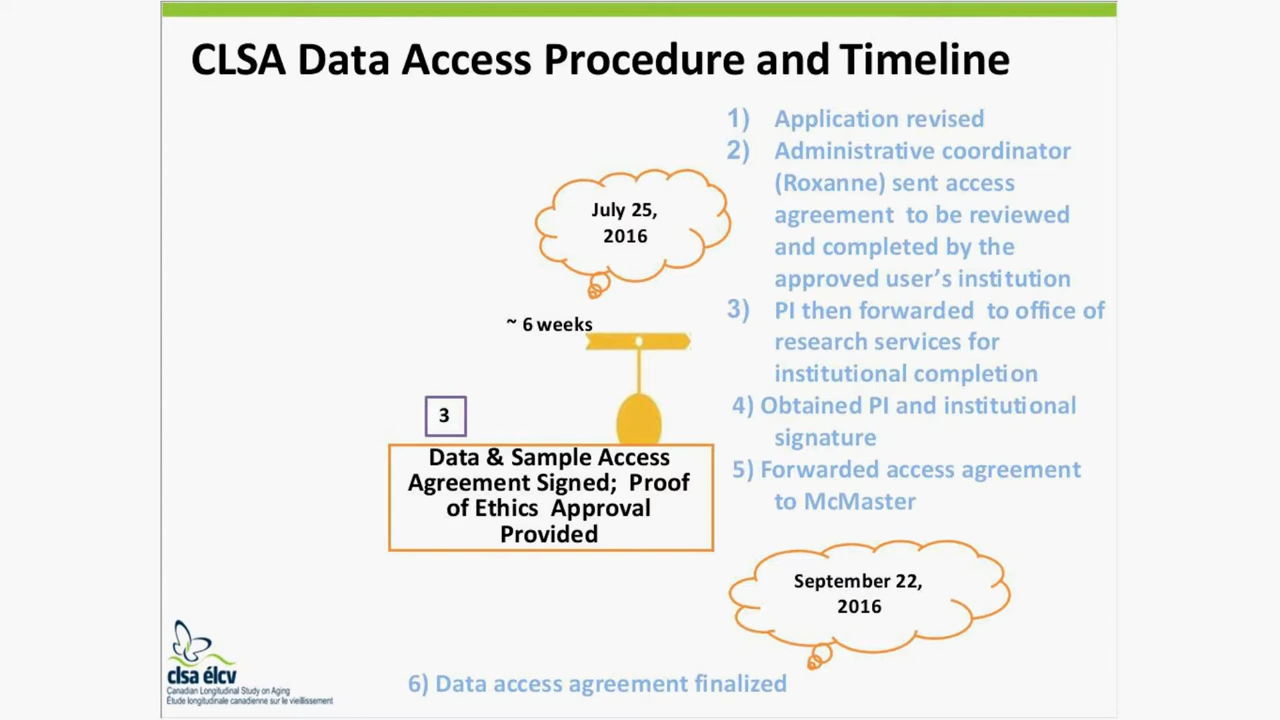 CLSA Data Access Procedure and Timeline
1) Application revised
2) Administrative coordinator
(Roxanne) sent access
agreement to be reviewed
and completed by the
approved user's institution
3) PI then forwarded to office of
research services for
institutional completion
4) Obtained PI and institutional
signature
5) Forwarded access agreement
to McMaster
July 25,
2016
~ 6 weeks
3
Data & Sample Access
Agreement Signed; Proof
of Ethics Approval
Provided
September 22,
2016
6) Data access agreement finalized
clsa élcv
Canadian Longitudinal Study on Aging
Étude longitudinale canadienne sur le vieillissement